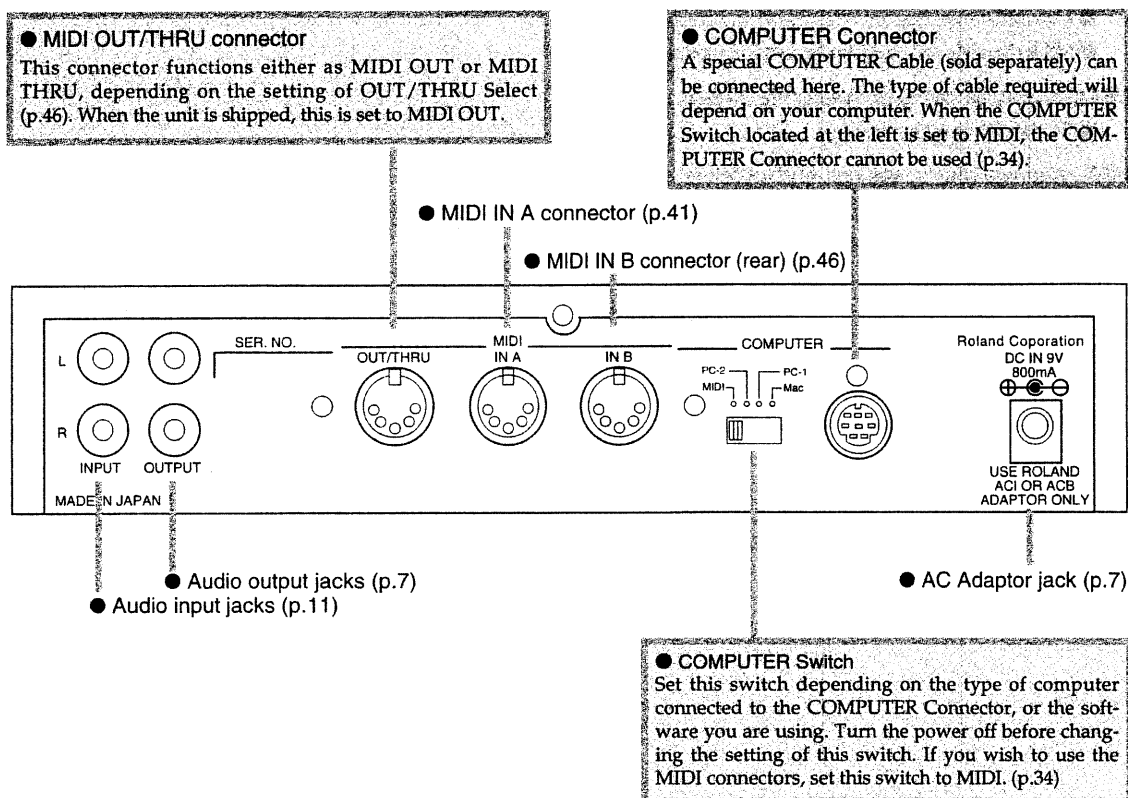 ● MIDI OUT/THRU connector
This connector functions either as MIDI OUT or MIDI
THRU, depending on the setting of OUT/THRU Select
(p.46). When the unit is shipped, this is set to MIDI OUT.
● COMPUTER Connector
A special COMPUTER Cable (sold separately) can
be connected here. The type of cable required will
depend on your computer. When the COMPUTER
Switch located at the left is set to MIDI, the COM-
PUTER Connector cannot be used (p.34).
● MIDI IN A connector (p.41)
● MIDI IN B connector (rear) (p.46)
L
R
INPUT OUTPUT
MADE IN JAPAN
SER. NO.
MIDI
OUT/THRU IN A IN B
COMPUTER
PC-2 PC-1
MIDI Mac
Roland Coporation
DC IN 9V
800mA
USE ROLAND
ACI OR ACB
ADAPTOR ONLY
● Audio output jacks (p.7)
● Audio input jacks (p.11)
● AC Adaptor jack (p.7)
● COMPUTER Switch
Set this switch depending on the type of computer
connected to the COMPUTER Connector, or the soft-
ware you are using. Turn the power off before chang-
ing the setting of this switch. If you wish to use the
MIDI connectors, set this switch to MIDI. (p.34)